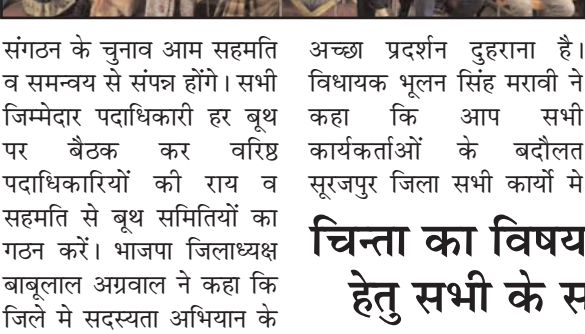 संगठन के चुनाव आम सहमति
व समन्वय से संपन्न होंगे। सभी
जिम्मेदार पदाधिकारी हर बूथ
पर बैठक कर वरिष्ठ
पदाधिकारियों की राय व
सहमति से बूथ समितियों का
गठन करें। भाजपा जिलाध्यक्ष
बाबूलाल अग्रवाल ने कहा कि
जिले मे सदस्यता अभियान के
अच्छा प्रदर्शन दुहराना है।
विधायक भूलन सिंह मरावी ने
कहा कि आप सभी
कार्यकर्ताओं के बदौलत
सूरजपुर जिला सभी कार्यो मे
चिन्ता का विषय
हेतु सभी के